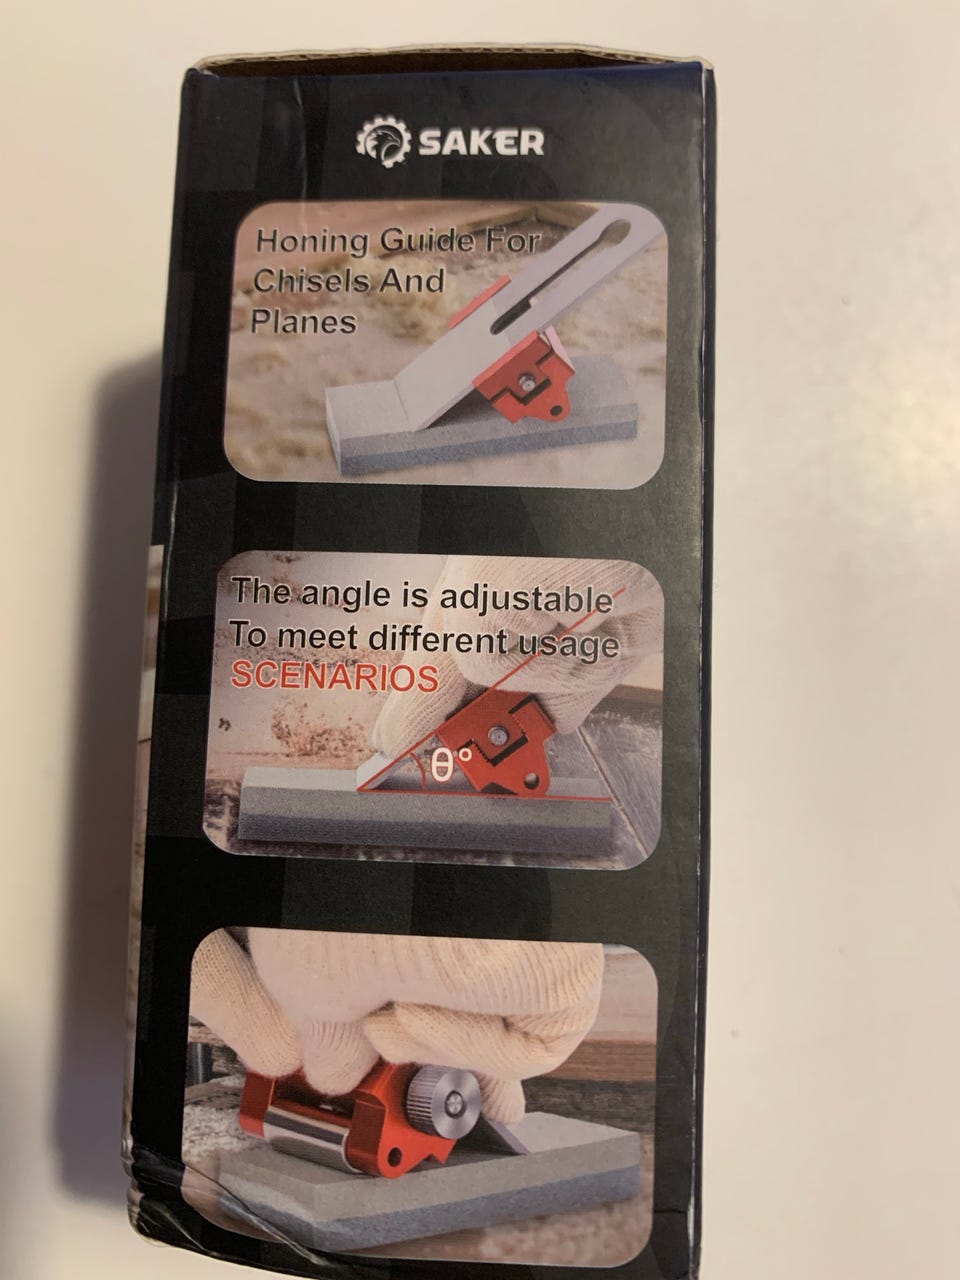 SAKER
Honing Guide For
Chisels And
Planes
The angle is adjustable
To meet different usage
SCENARIOS
θ°